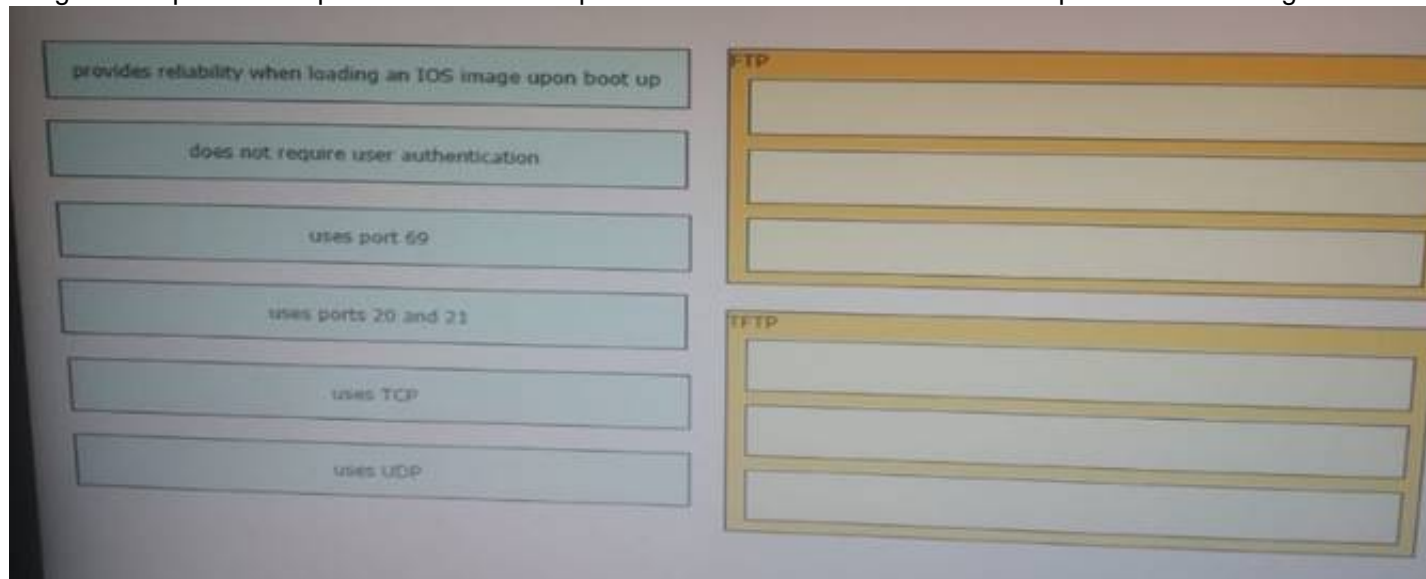 provides reliability when loading an IOS image upon boot up
does not require user authentication
uses port 69
uses ports 20 and 21
uses TCP
uses UDP
FTP
TFTP